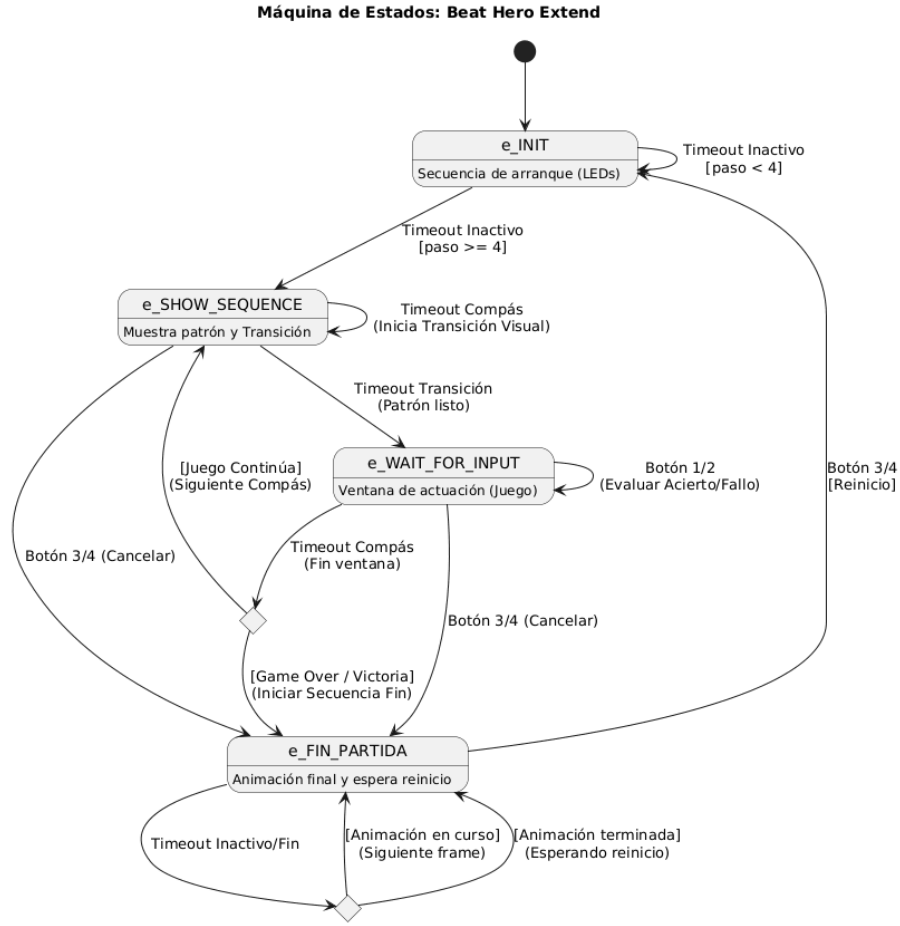 Máquina de Estados: Beat Hero Extend
e_INIT
Secuencia de arranque (LEDs)
Timeout Inactivo
[paso < 4]
Timeout Inactivo
[paso >= 4]
e_SHOW_SEQUENCE
Muestra patrón y Transición
Timeout Compás
(Inicia Transición Visual)
Timeout Transición
(Patrón listo)
e_WAIT_FOR_INPUT
Ventana de actuación (Juego)
Botón 1/2
(Evaluar Acierto/Fallo)
[Juego Continúa]
(Siguiente Compás)
Botón 3/4
[Reinicio]
Timeout Compás
(Fin ventana)
Botón 3/4 (Cancelar)
Botón 3/4 (Cancelar)
[Game Over / Victoria]
(Iniciar Secuencia Fin)
e_FIN_PARTIDA
Animación final y espera reinicio
Timeout Inactivo/Fin
[Animación en curso]
(Siguiente frame)
[Animación terminada]
(Esperando reinicio)